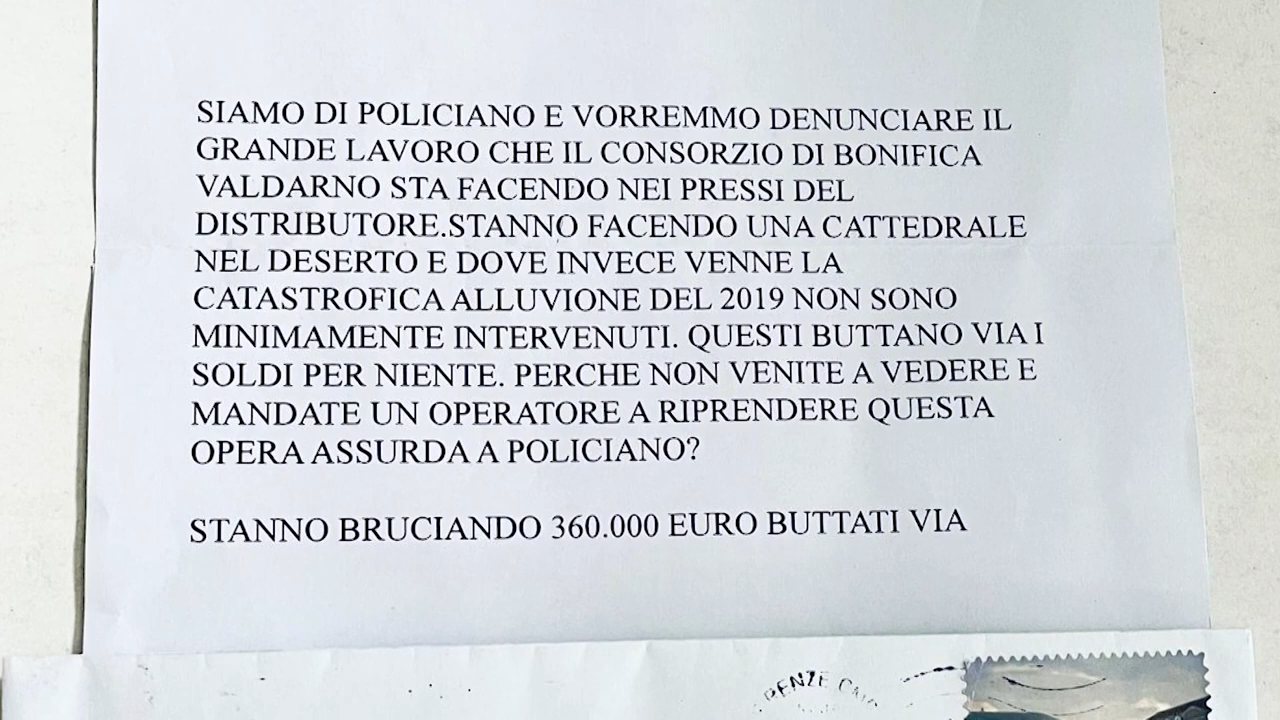 SIAMO DI POLICIANO E VORREMMO DENUNCIARE IL
GRANDE LAVORO CHE IL CONSORZIO DI BONIFICA
VALDARNO STA FACENDO NEI PRESSI DEL
DISTRIBUTORE.STANNO FACENDO UNA CATTEDRALE
NEL DESERTO E DOVE INVECE VENNE LA
CATASTROFICA ALLUVIONE DEL 2019 NON SONO
MINIMAMENTE INTERVENUTI. QUESTI BUTTANO VIA I
SOLDI PER NIENTE. PERCHE NON VENITE A VEDERE E
MANDATE UN OPERATORE A RIPRENDERE QUESTA
OPERA ASSURDA A POLICIANO?
STANNO BRUCIANDO 360.000 EURO BUTTATI VIA